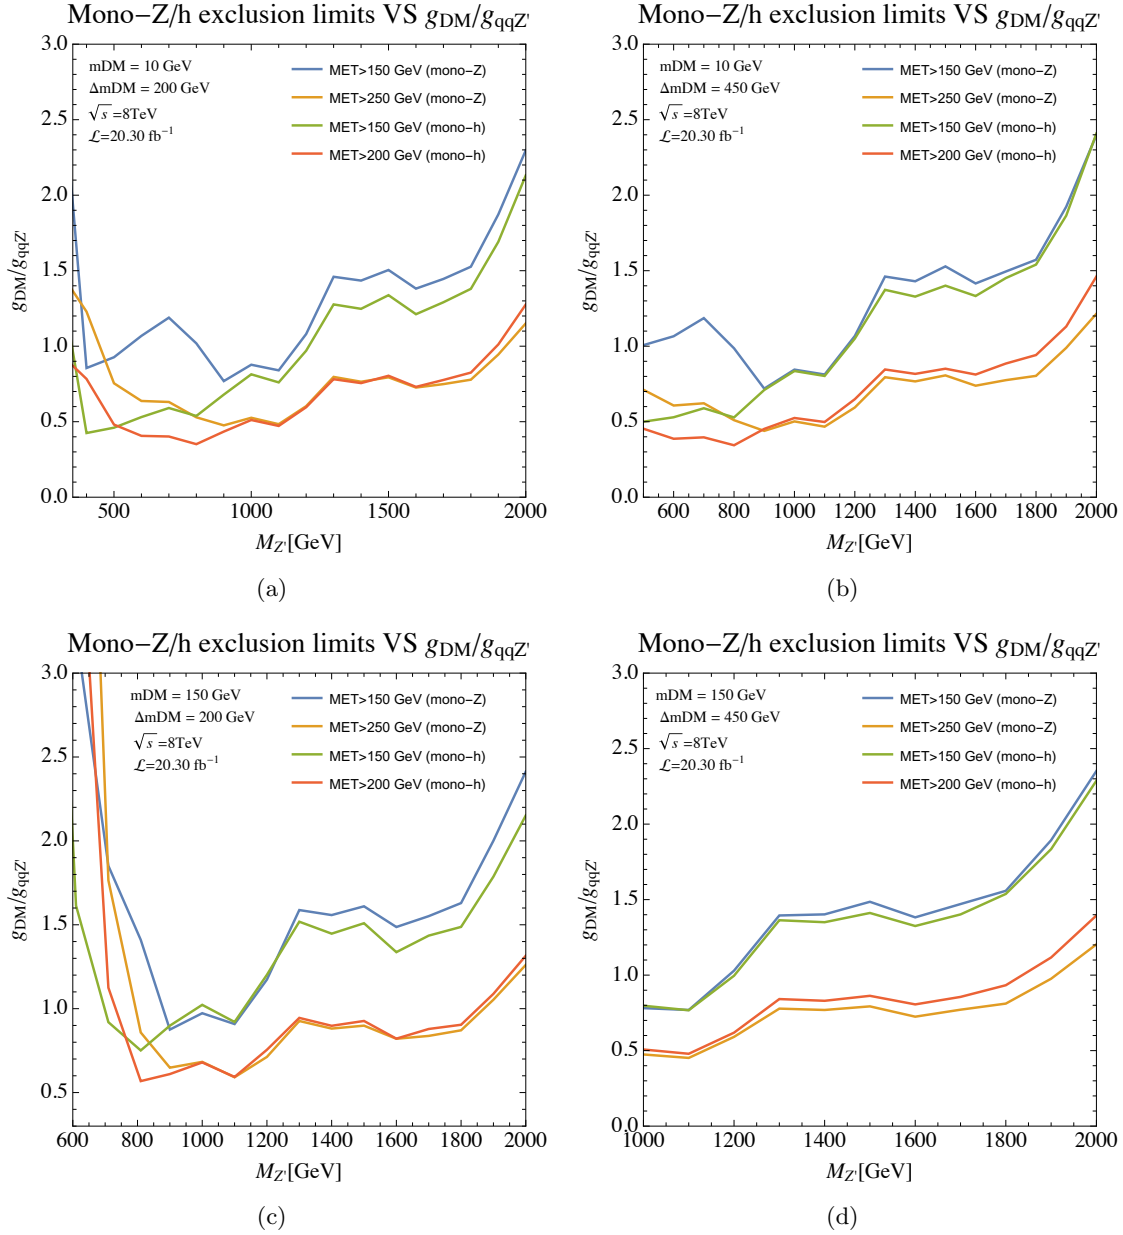 Mono−Z/h exclusion limits VS g_DM/g_qqZ'
mDM = 10 GeV
ΔmDM = 200 GeV
√s =8TeV
ℒ=20.30 fb⁻¹
MET>150 GeV (mono−Z)
MET>250 GeV (mono−Z)
MET>150 GeV (mono−h)
MET>200 GeV (mono−h)
3.0
2.5
2.0
1.5
1.0
0.5
0.0
g_DM/g_qqZ'
500
1000
1500
2000
M_Z'[GeV]
(a)
Mono−Z/h exclusion limits VS g_DM/g_qqZ'
mDM = 10 GeV
ΔmDM = 450 GeV
√s =8TeV
ℒ=20.30 fb⁻¹
MET>150 GeV (mono−Z)
MET>250 GeV (mono−Z)
MET>150 GeV (mono−h)
MET>200 GeV (mono−h)
3.0
2.5
2.0
1.5
1.0
0.5
0.0
g_DM/g_qqZ'
600
800
1000
1200
1400
1600
1800
2000
M_Z'[GeV]
(b)
Mono−Z/h exclusion limits VS g_DM/g_qqZ'
mDM = 150 GeV
ΔmDM = 200 GeV
√s =8TeV
ℒ=20.30 fb⁻¹
MET>150 GeV (mono−Z)
MET>250 GeV (mono−Z)
MET>150 GeV (mono−h)
MET>200 GeV (mono−h)
3.0
2.5
2.0
1.5
1.0
0.5
g_DM/g_qqZ'
600
800
1000
1200
1400
1600
1800
2000
M_Z'[GeV]
(c)
Mono−Z/h exclusion limits VS g_DM/g_qqZ'
mDM = 150 GeV
ΔmDM = 450 GeV
√s =8TeV
ℒ=20.30 fb⁻¹
MET>150 GeV (mono−Z)
MET>250 GeV (mono−Z)
MET>150 GeV (mono−h)
MET>200 GeV (mono−h)
3.0
2.5
2.0
1.5
1.0
0.5
0.0
g_DM/g_qqZ'
1000
1200
1400
1600
1800
2000
M_Z'[GeV]
(d)